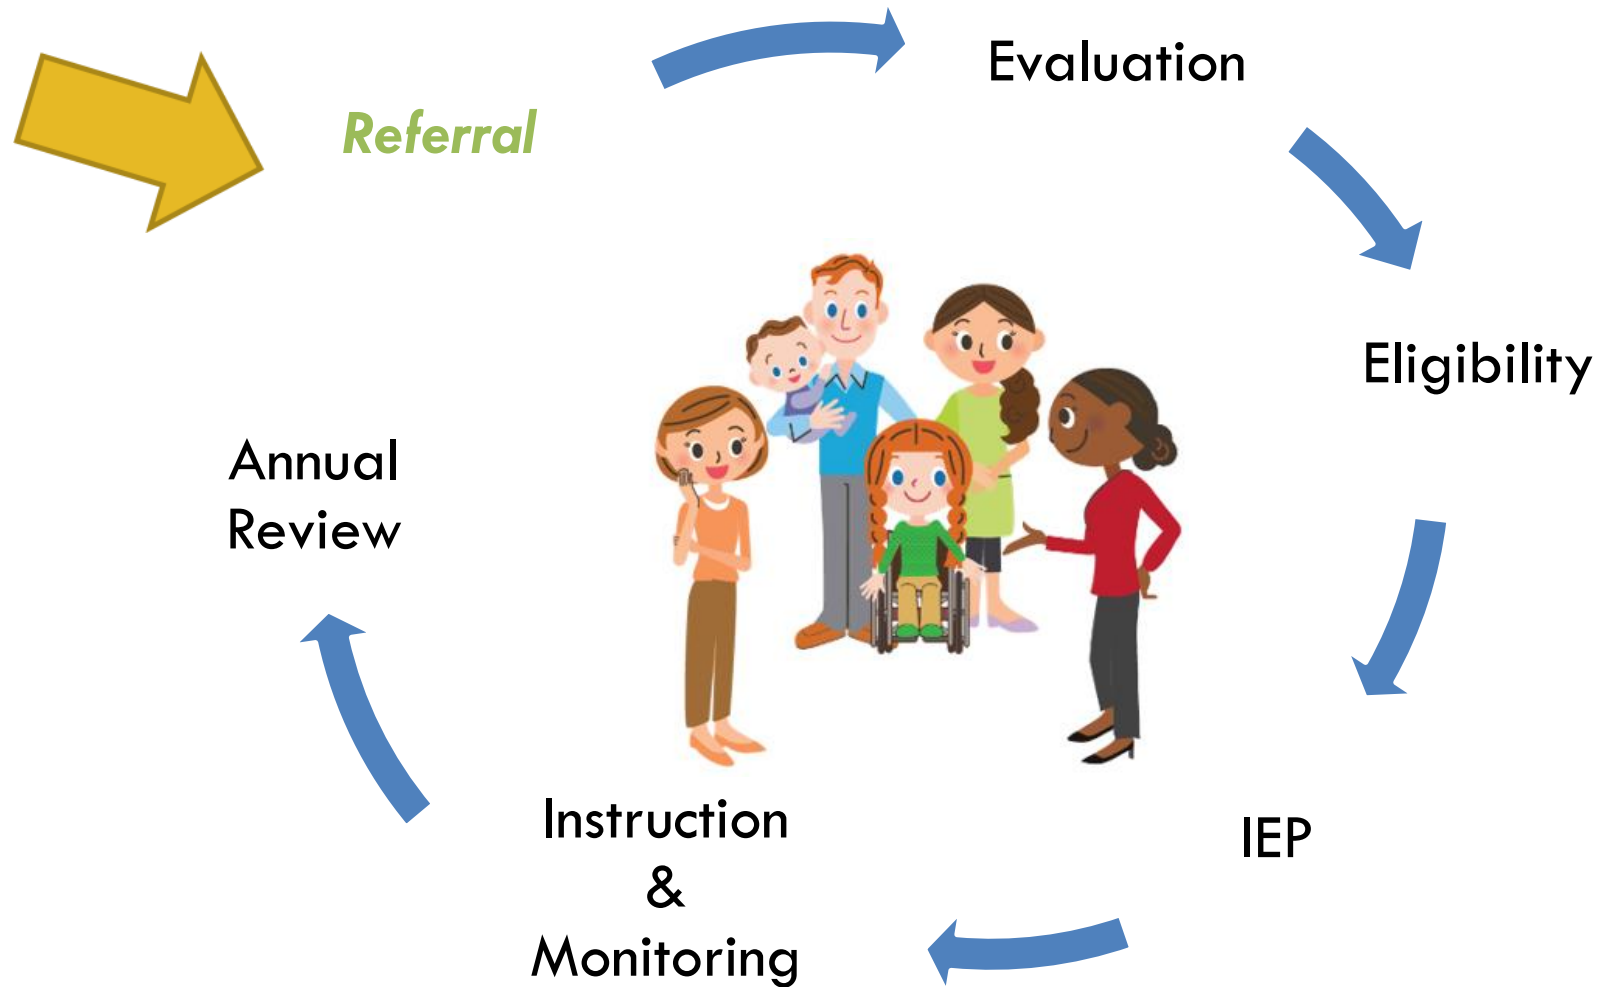 Referral
Evaluation
Eligibility
IEP
Instruction
&
Monitoring
Annual
Review